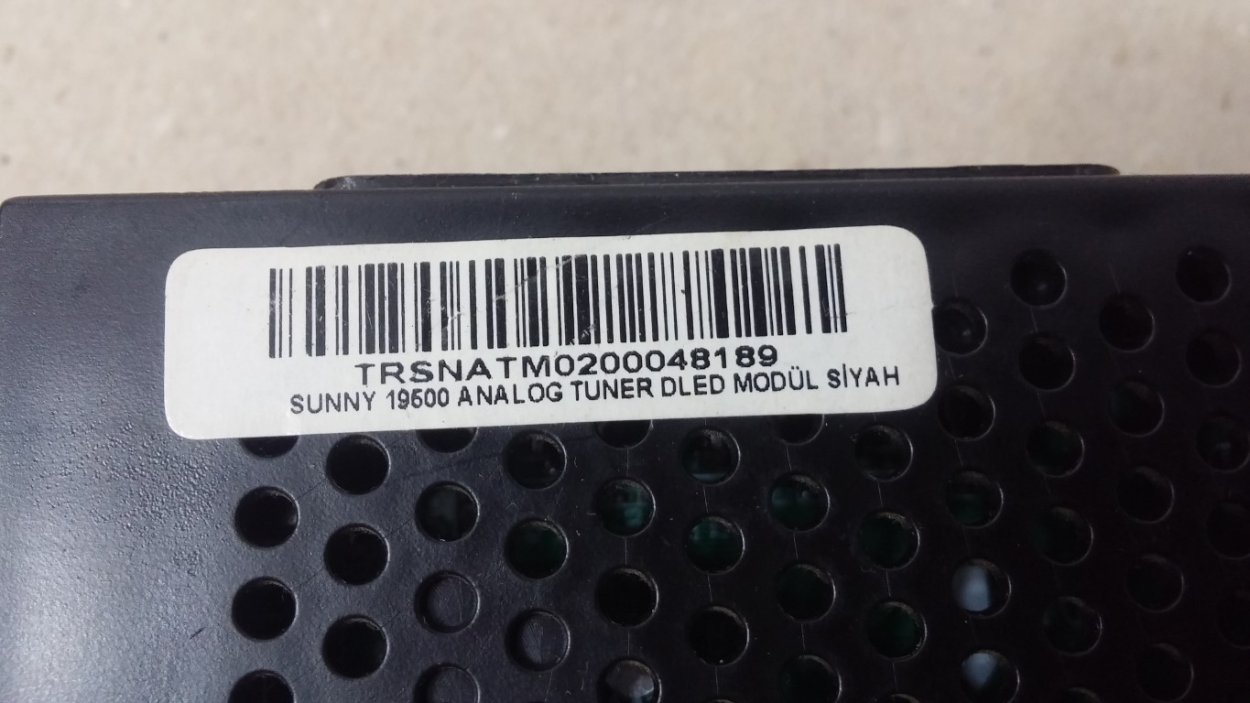 TRSNATM0200048189
SUNNY 19500 ANALOG TUNER DLED MODÜL SİYAH